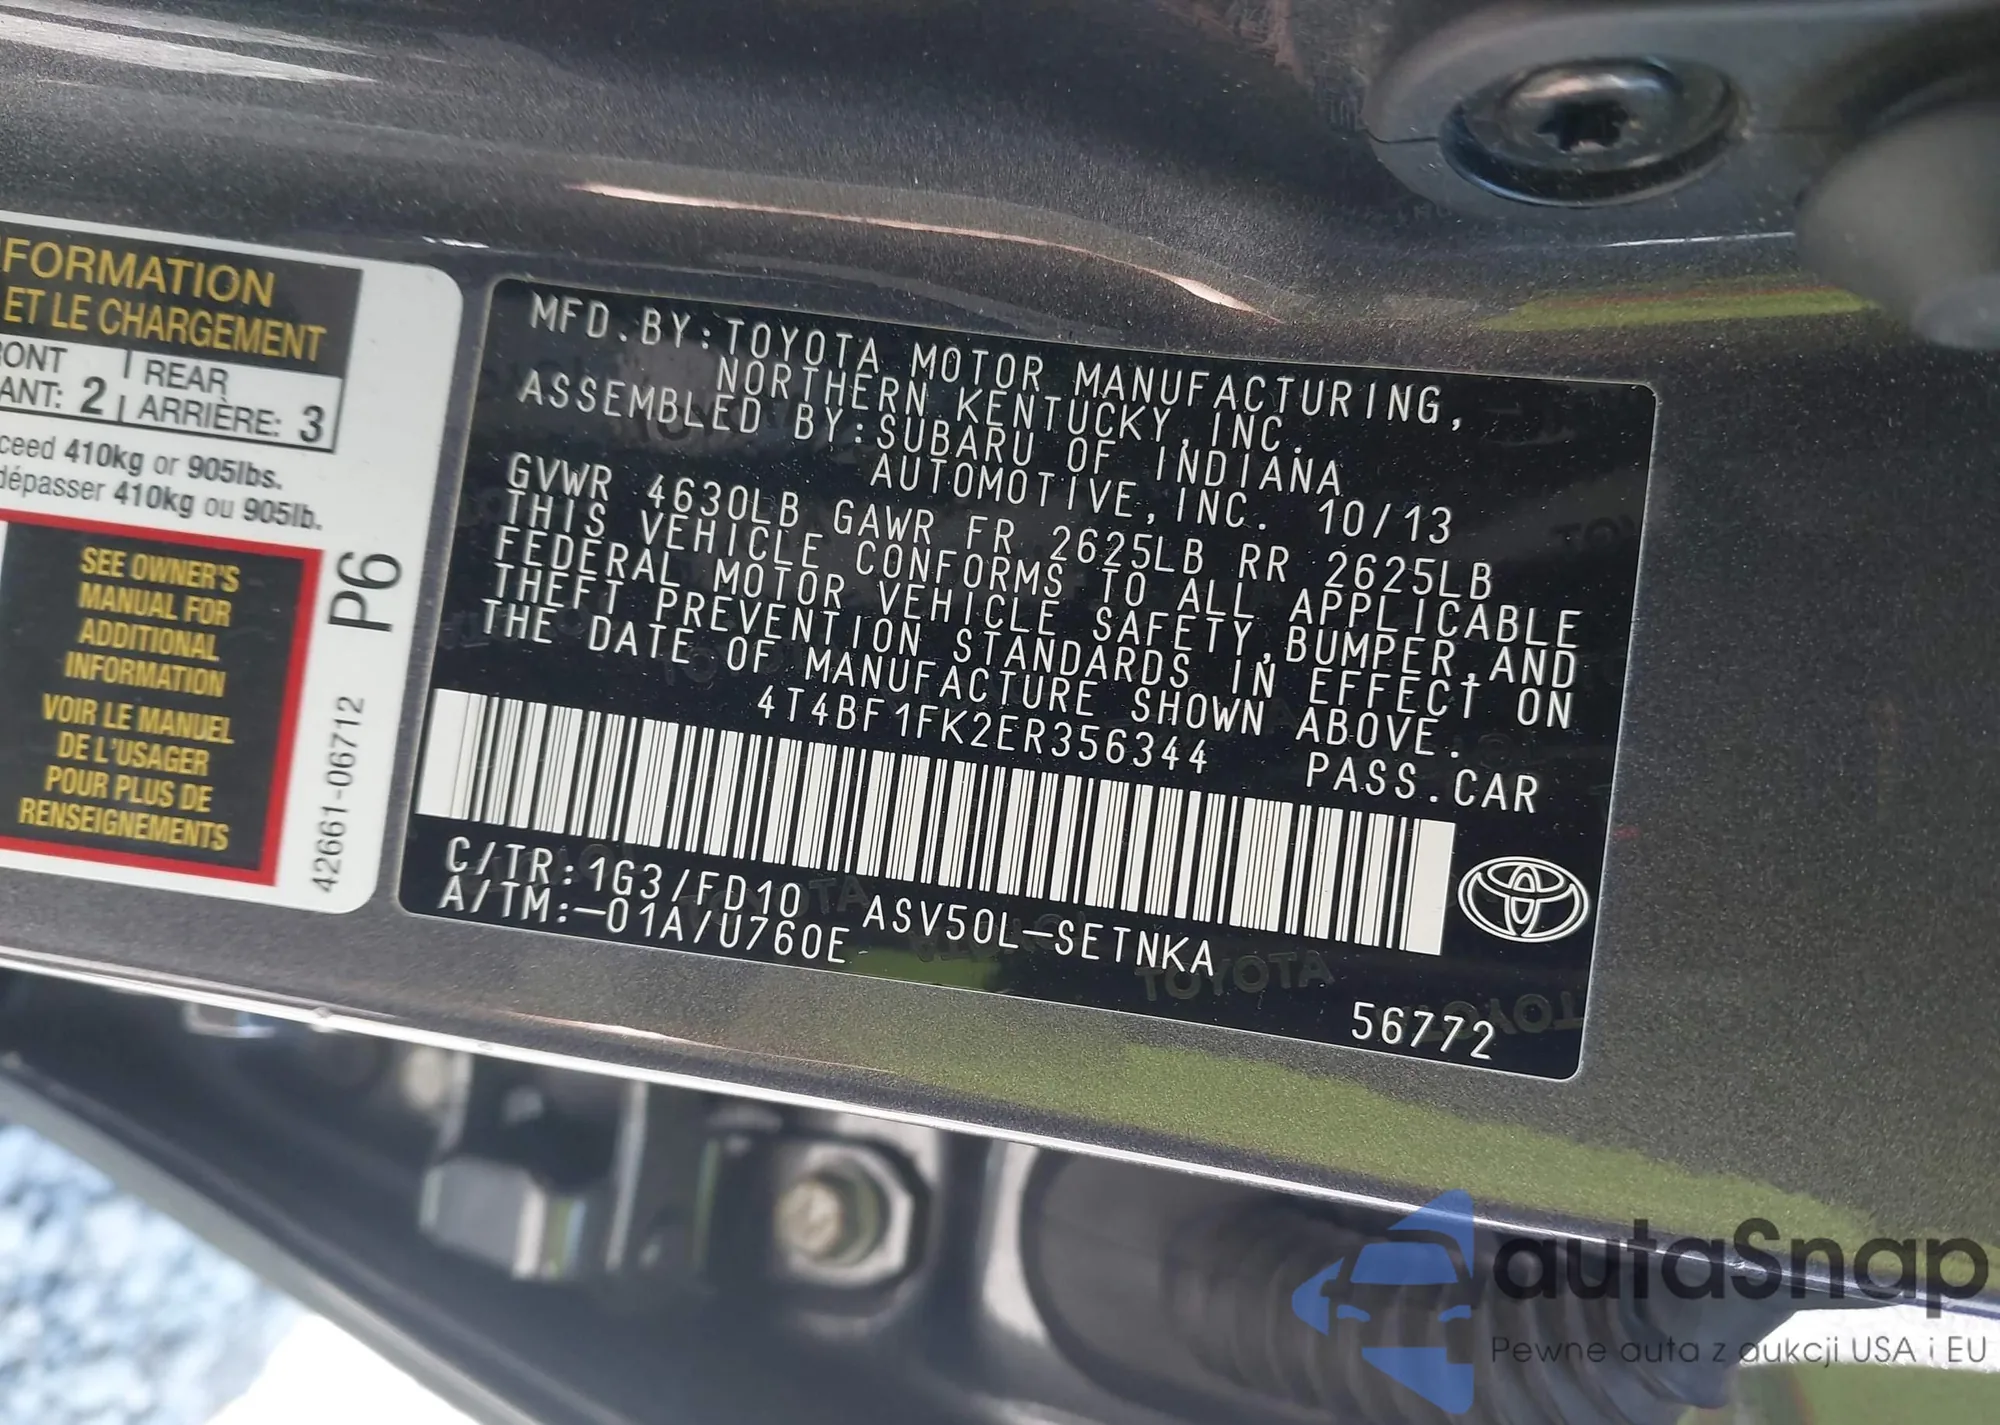 FORMATION
ET LE CHARGEMENT
REAR
: 2 | ARRIÈRE: 3
410kg or 905lbs.
dépasser 410kg ou 905lb.
SEE OWNER'S
MANUAL FOR
ADDITIONAL
INFORMATION
VOIR LE MANUEL
DE L'USAGER
POUR PLUS DE
RENSEIGNEMENTS
P6
42661-06712
MFD.BY:TOYOTA MOTOR MANUFACTURING,
NORTHERN KENTUCKY,INC.
ASSEMBLED BY:SUBARU OF INDIANA
AUTOMOTIVE,INC. 10/13
GVWR 4630LB GAWR FR 2625LB RR 2625LB
THIS VEHICLE CONFORMS TO ALL APPLICABLE
FEDERAL MOTOR VEHICLE SAFETY,BUMPER,AND
THEFT PREVENTION STANDARDS IN EFFECT ON
THE DATE OF MANUFACTURE SHOWN ABOVE.
4T4BF1FK2ER356344 PASS.CAR
C/TR:1G3/FD10 ASV50L-SETNKA
A/TM:-01A/U760E
TOYOTA
56772
autaSnap
Pewne auta z aukcji USA i EU